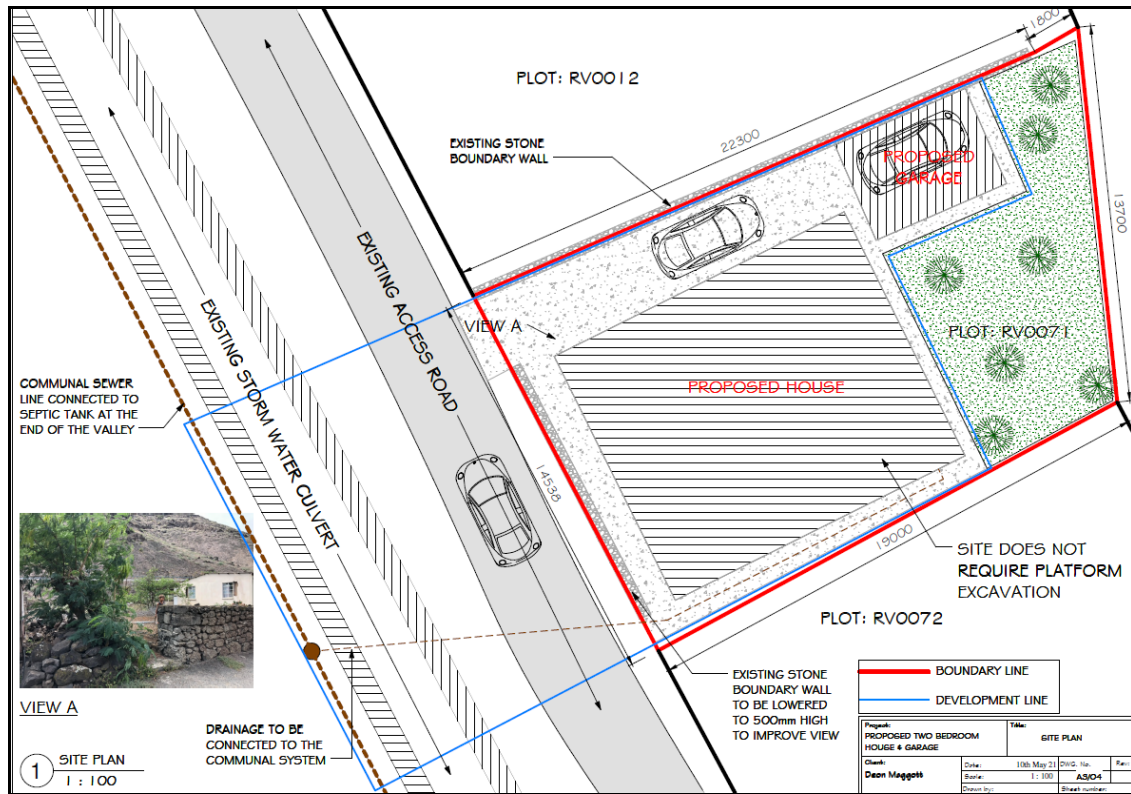 PLOT: RV0012
1800
22300
EXISTING STONE
BOUNDARY WALL
PROPOSED
GARAGE
13700
EXISTING ACCESS ROAD
EXISTING STORM WATER CULVERT
VIEW A
PLOT: RV0071
PROPOSED HOUSE
COMMUNAL SEWER
LINE CONNECTED TO
SEPTIC TANK AT THE
END OF THE VALLEY
14538
19000
SITE DOES NOT
REQUIRE PLATFORM
EXCAVATION
PLOT: RV0072
EXISTING STONE
BOUNDARY WALL
TO BE LOWERED
TO 500mm HIGH
TO IMPROVE VIEW
BOUNDARY LINE
DEVELOPMENT LINE
VIEW A
DRAINAGE TO BE
CONNECTED TO THE
COMMUNAL SYSTEM
1
SITE PLAN
1 : 100
Project:
PROPOSED TWO BEDROOM
HOUSE & GARAGE
Title:
SITE PLAN
Client:
Deon Maggott
Date:
10th May 21
DWG. No.
Rev:
Scale:
1 : 100
A3/04
Drawn by:
Sheet number: